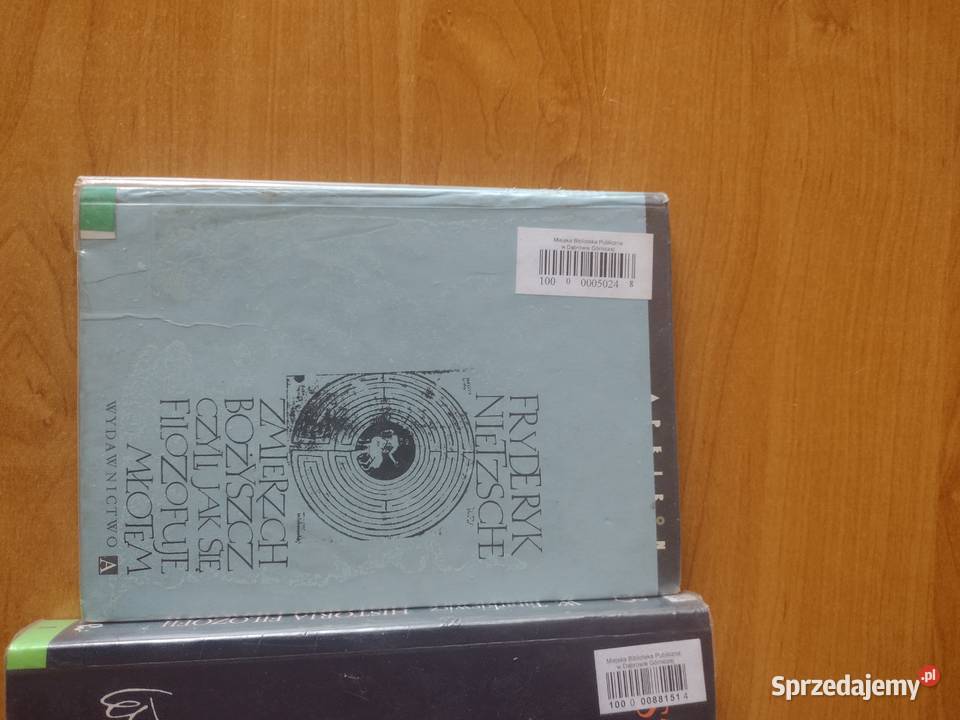 APEIRON
FRYDERYK
NIETZSCHE
ZMIERZCH
BOŻYSZCZ
CZYLI JAK SIĘ
FILOZOFUJE
MŁOTEM
WYDAWNICTWO A
Miejska Biblioteka Publiczna
w Dąbrowie Górniczej
100 0 0005024 8
W. Tatarkiewicz HISTORIA FILOZOFII
Miejska Biblioteka Publiczna
w Dąbrowie Górniczej
100 0 0088151 4
Sprzedajemy.pl